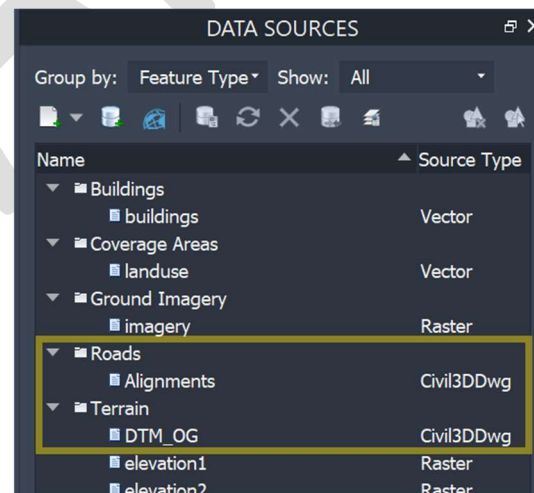 DATA SOURCES
Group by: Feature Type Show: All
Name Source Type
Buildings
buildings Vector
Coverage Areas
landuse Vector
Ground Imagery
imagery Raster
Roads
Alignments Civil3DDwg
Terrain
DTM_OG Civil3DDwg
elevation1 Raster
elevation2 Raster